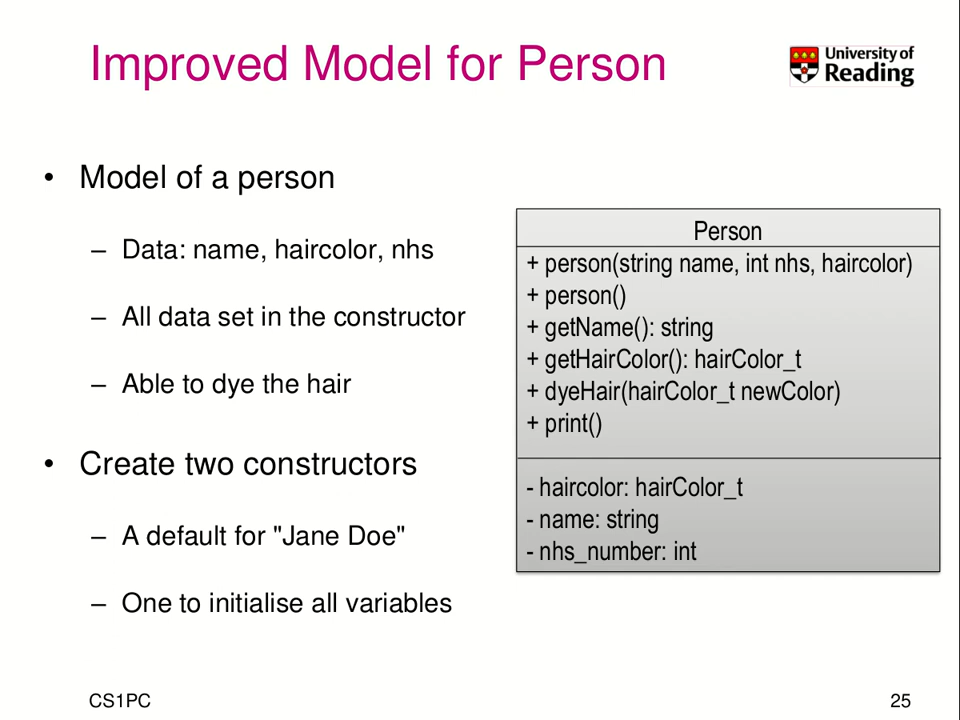 Improved Model for Person
University of
Reading
• Model of a person
– Data: name, haircolor, nhs
– All data set in the constructor
– Able to dye the hair
• Create two constructors
– A default for "Jane Doe"
– One to initialise all variables
Person
+ person(string name, int nhs, haircolor)
+ person()
+ getName(): string
+ getHairColor(): hairColor_t
+ dyeHair(hairColor_t newColor)
+ print()
- haircolor: hairColor_t
- name: string
- nhs_number: int
CS1PC
25